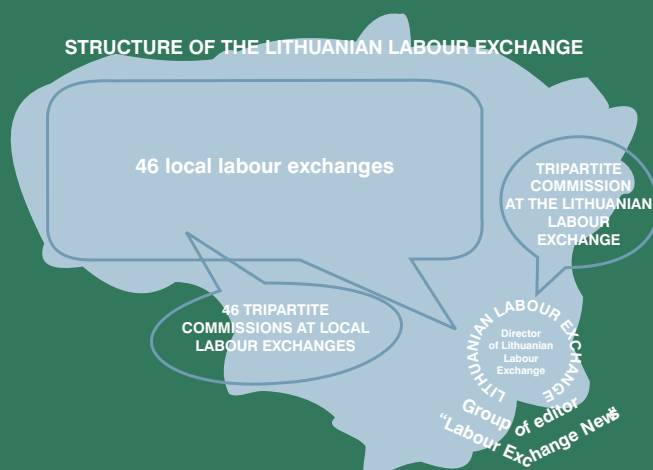 STRUCTURE OF THE LITHUANIAN LABOUR EXCHANGE
46 local labour exchanges
TRIPARTITE
COMMISSION
AT THE LITHUANIAN
LABOUR
EXCHANGE
46 TRIPARTITE
COMMISSIONS AT LOCAL
LABOUR EXCHANGES
LITHUANIAN LABOUR EXCHANGE
Director
of Lithuanian
Labour
Exchange
Group of editor
“Labour Exchange News”